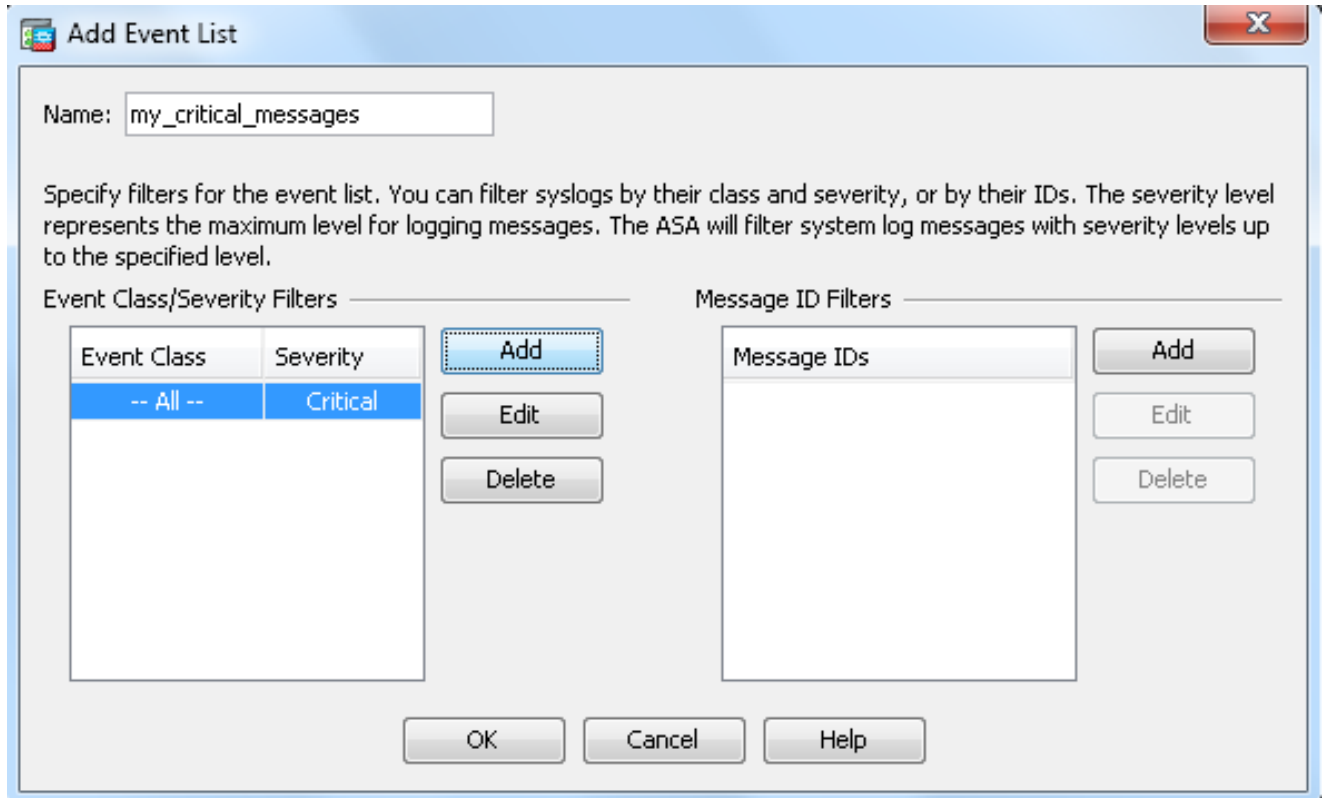 Add Event List
Name: my_critical_messages
Specify filters for the event list. You can filter syslogs by their class and severity, or by their IDs. The severity level
represents the maximum level for logging messages. The ASA will filter system log messages with severity levels up
to the specified level.
Event Class/Severity Filters
Message ID Filters
Event Class Severity
Add
Message IDs
Add
-- All -- Critical
Edit
Edit
Delete
Delete
OK Cancel Help